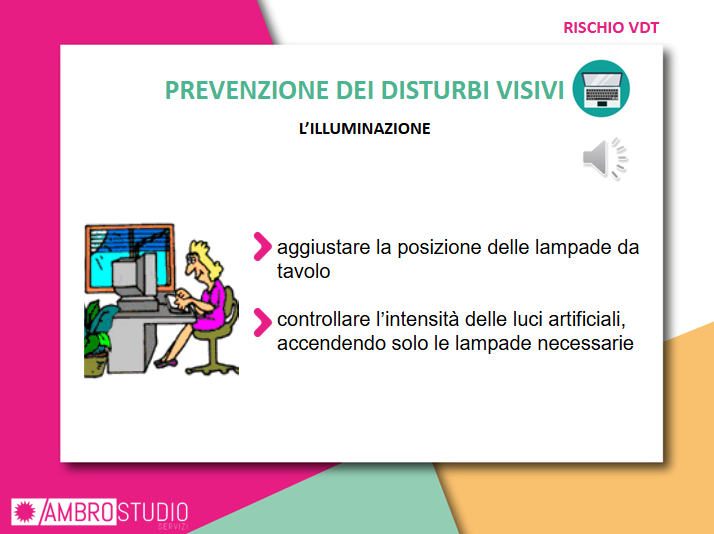 RISCHIO VDT
PREVENZIONE DEI DISTURBI VISIVI
L’ILLUMINAZIONE
aggiustare la posizione delle lampade da
tavolo
controllare l’intensità delle luci artificiali,
accendendo solo le lampade necessarie
AMBROSTUDIO
SERVIZI